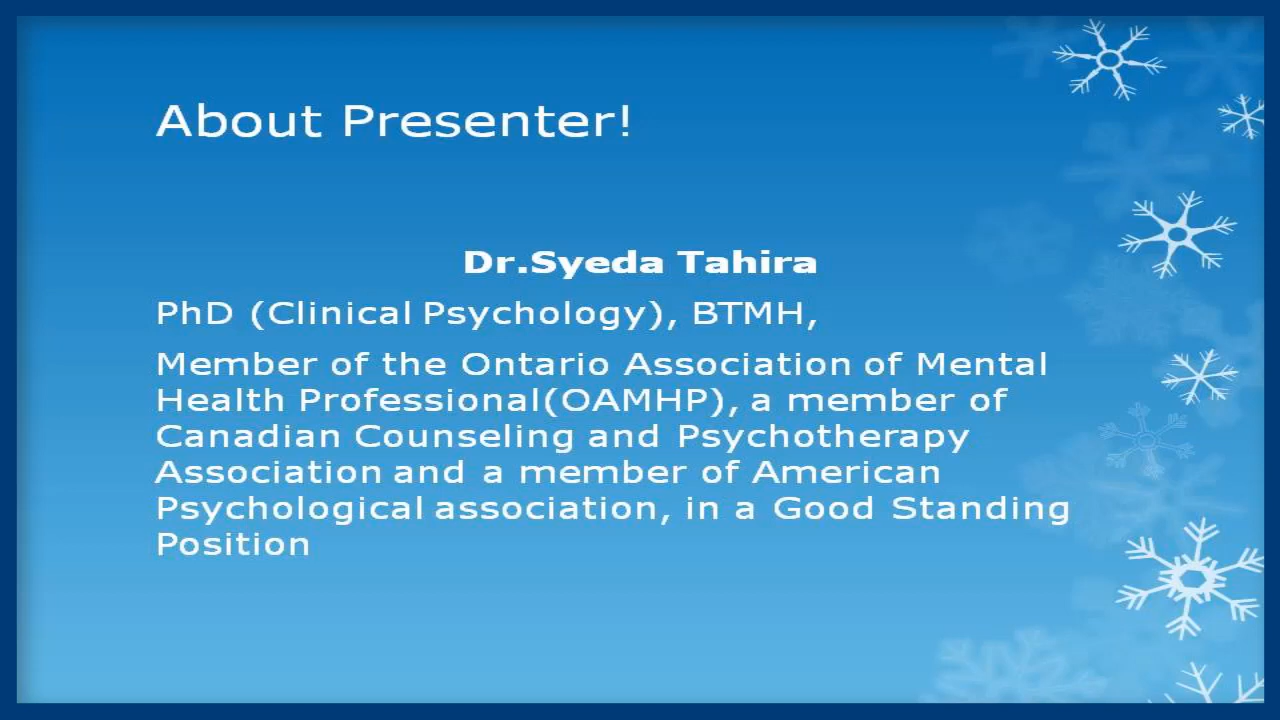 About Presenter!
Dr.Syeda Tahira
PhD (Clinical Psychology), BTMH,
Member of the Ontario Association of Mental
Health Professional(OAMHP), a member of
Canadian Counseling and Psychotherapy
Association and a member of American
Psychological association, in a Good Standing
Position